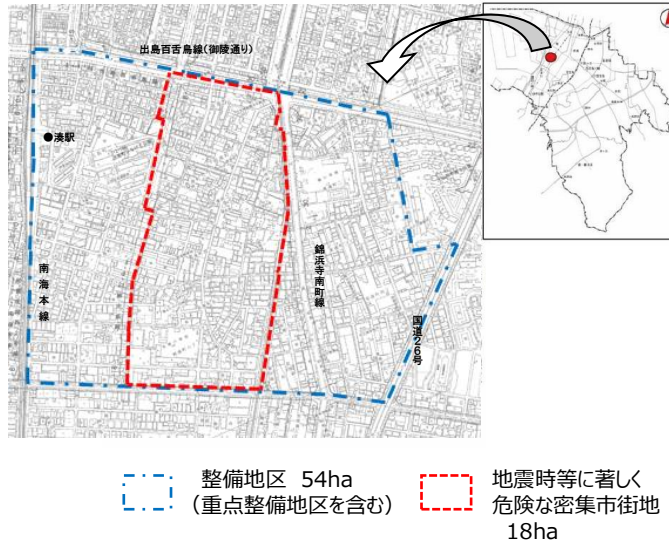 出島百舌鳥線(御陵通り)
●湊駅
南海本線
錦浜寺南町線
国道26号
整備地区 54ha
(重点整備地区を含む)
地震時等に著しく
危険な密集市街地
18ha